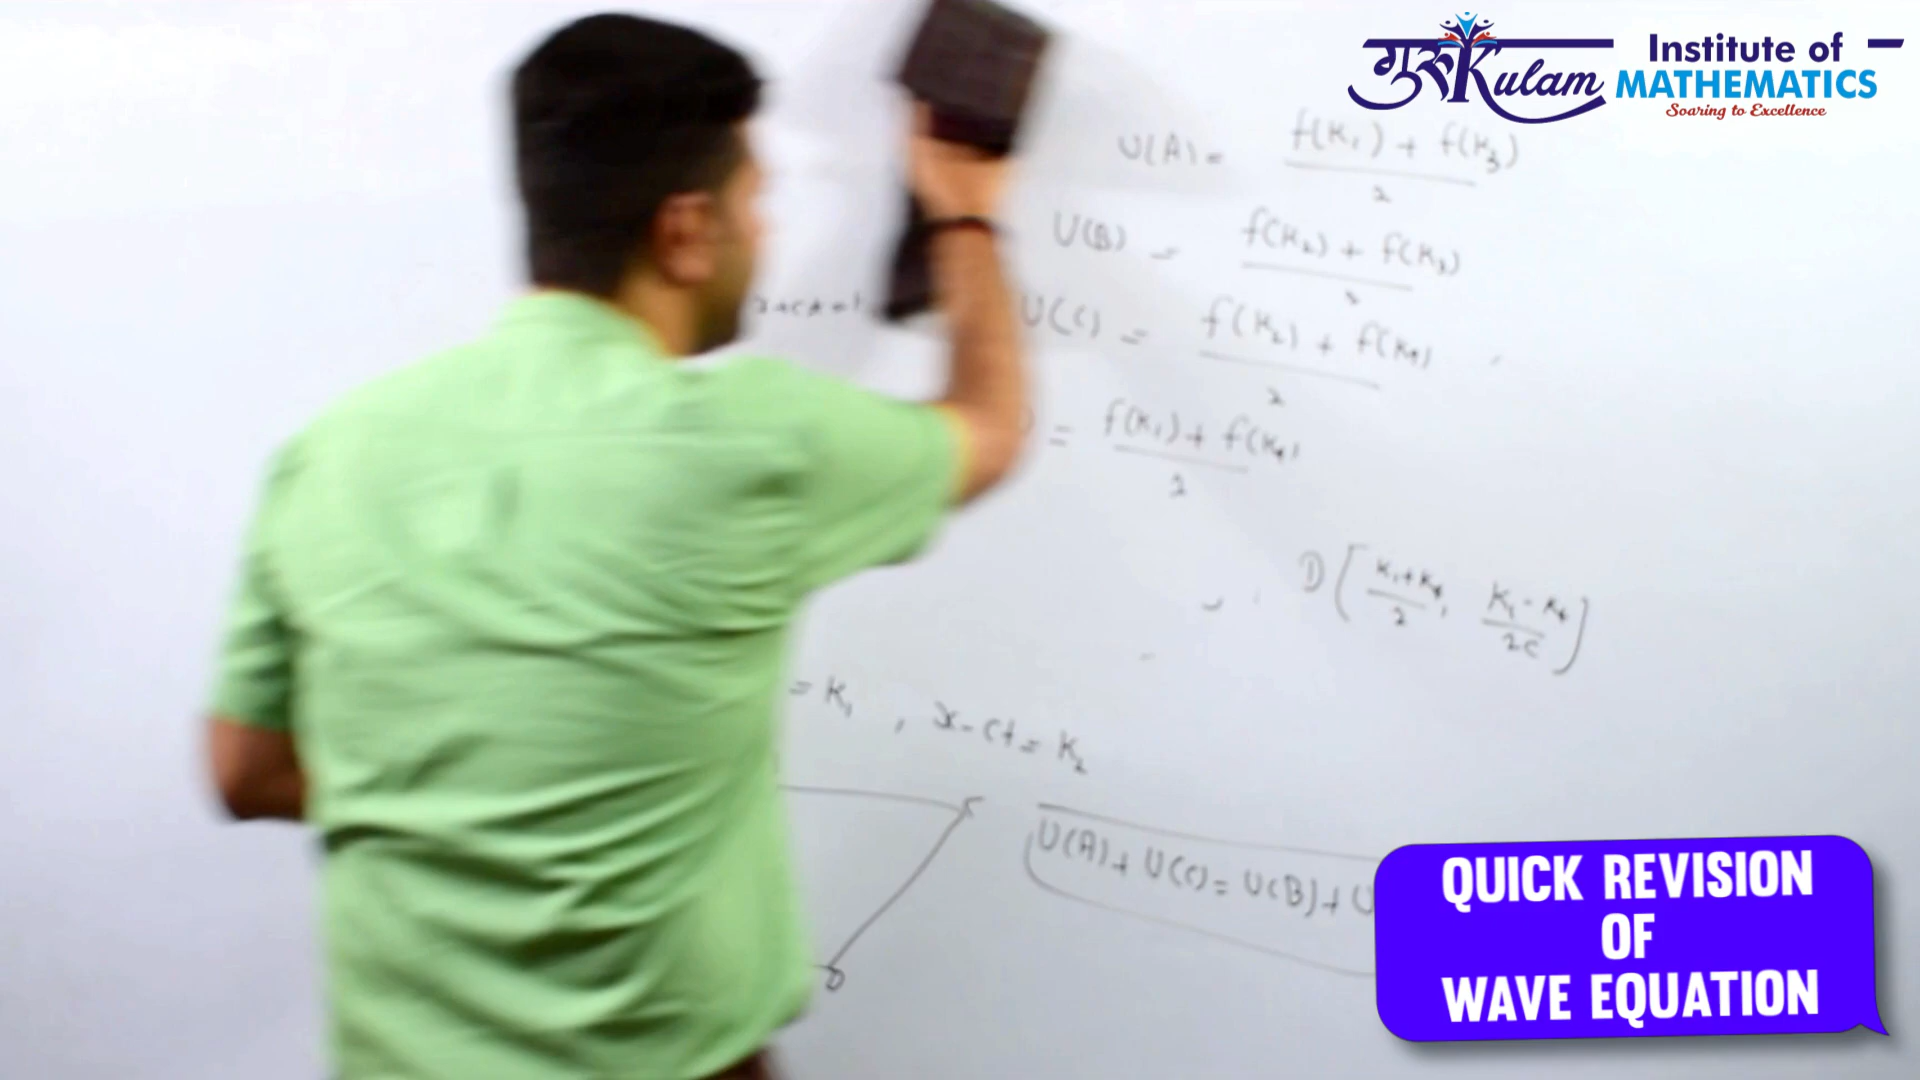 गुरुKulam Institute of
MATHEMATICS
Soaring to Excellence
U(A) = f(K₁) + f(K₃) / 2
U(B) = f(K₂) + f(K₃) / 2
U(C) = f(K₂) + f(K₄) / 2
= f(K₁) + f(K₄) / 2
D [ K₁+K₄ / 2 , K₁-K₄ / 2C ]
= K₁ , x-ct = K₂
C
U(A) + U(C) = U(B) + U
D
QUICK REVISION
OF
WAVE EQUATION